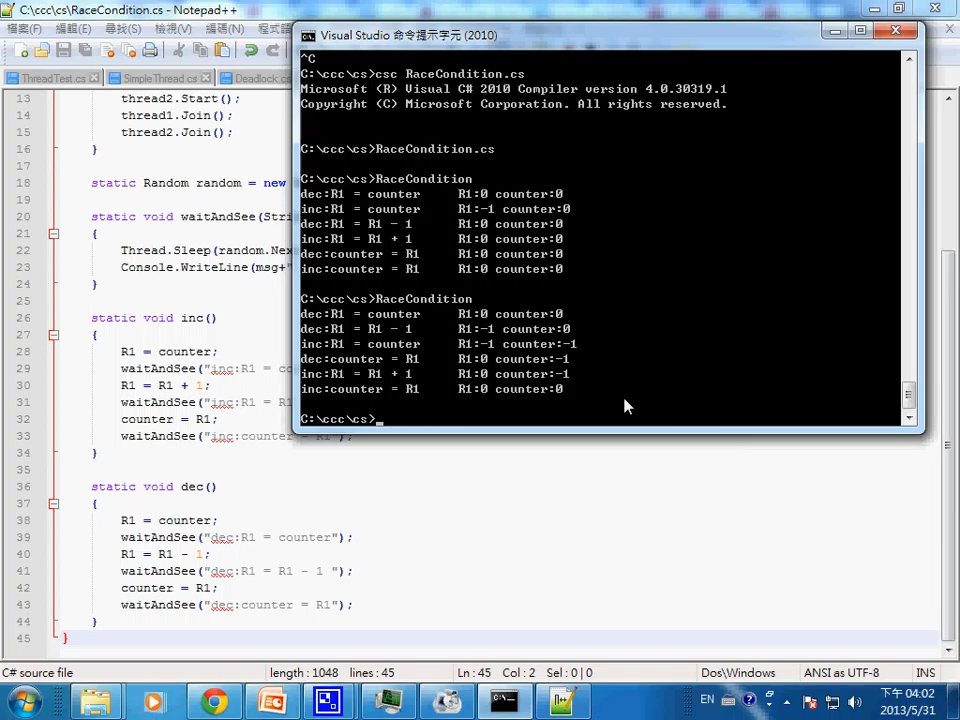 C:\ccc\cs\RaceCondition.cs - Notepad++
檔案(F) 編輯(E) 尋找(S) 檢視(V) 編碼(N) 程式語
ThreadTest.cs SimpleThread.cs Deadlock.
13 thread2.Start();
14 thread1.Join();
15 thread2.Join();
16 }
17
18 static Random random = new
19
20 static void waitAndSee(Stri
21 {
22 Thread.Sleep(random.Nex
23 Console.WriteLine(msg+"
24 }
25
26 static void inc()
27 {
28 R1 = counter;
29 waitAndSee("inc:R1 = co
30 R1 = R1 + 1;
31 waitAndSee("inc:R1 = R
32 counter = R1;
33 waitAndSee("inc:counter = R1");
34 }
35
36 static void dec()
37 {
38 R1 = counter;
39 waitAndSee("dec:R1 = counter");
40 R1 = R1 - 1;
41 waitAndSee("dec:R1 = R1 - 1 ");
42 counter = R1;
43 waitAndSee("dec:counter = R1");
44 }
45 }
Visual Studio 命令提示字元 (2010)
^C
C:\ccc\cs>csc RaceCondition.cs
Microsoft (R) Visual C# 2010 Compiler version 4.0.30319.1
Copyright (C) Microsoft Corporation. All rights reserved.
C:\ccc\cs>RaceCondition.cs
C:\ccc\cs>RaceCondition
dec:R1 = counter R1:0 counter:0
inc:R1 = counter R1:-1 counter:0
dec:R1 = R1 - 1 R1:0 counter:0
inc:R1 = R1 + 1 R1:0 counter:0
dec:counter = R1 R1:0 counter:0
inc:counter = R1 R1:0 counter:0
C:\ccc\cs>RaceCondition
dec:R1 = counter R1:0 counter:0
dec:R1 = R1 - 1 R1:-1 counter:0
inc:R1 = counter R1:-1 counter:-1
dec:counter = R1 R1:0 counter:-1
inc:R1 = R1 + 1 R1:0 counter:-1
inc:counter = R1 R1:0 counter:0
C:\ccc\cs>_
C# source file length : 1048 lines : 45 Ln : 45 Col : 2 Sel : 0 | 0 Dos\Windows ANSI as UTF-8 INS
EN 下午 04:02
2013/5/31